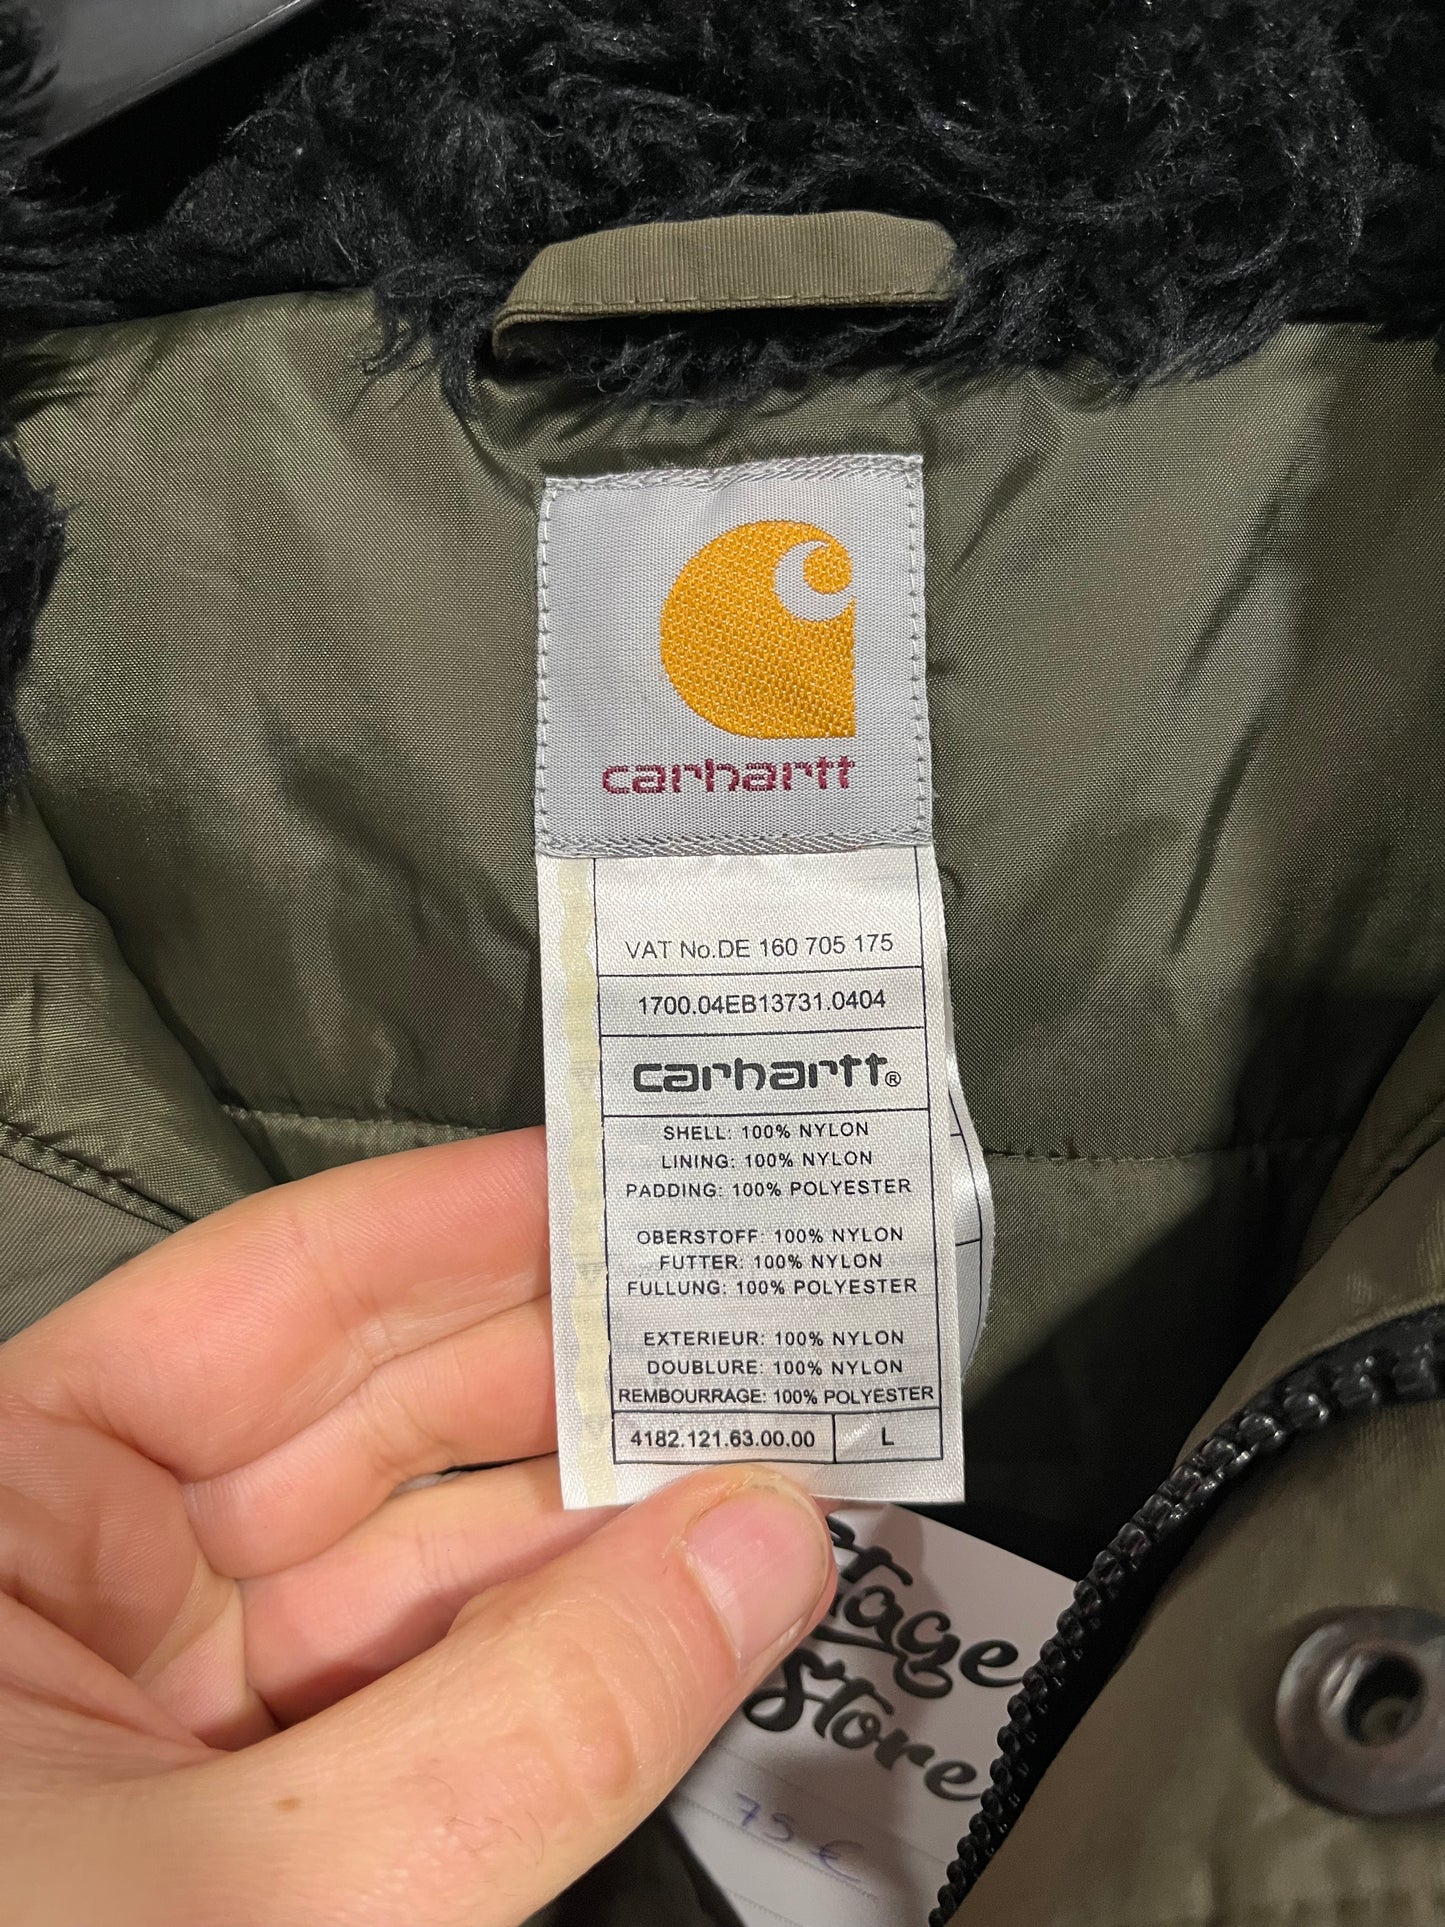 carhartt
VAT No.DE 160 705 175
1700.04EB13731.0404
carhartt®
SHELL: 100% NYLON
LINING: 100% NYLON
PADDING: 100% POLYESTER
OBERSTOFF: 100% NYLON
FUTTER: 100% NYLON
FULLUNG: 100% POLYESTER
EXTERIEUR: 100% NYLON
DOUBLURE: 100% NYLON
REMBOURRAGE: 100% POLYESTER
4182.121.63.00.00 L
Store
75 €